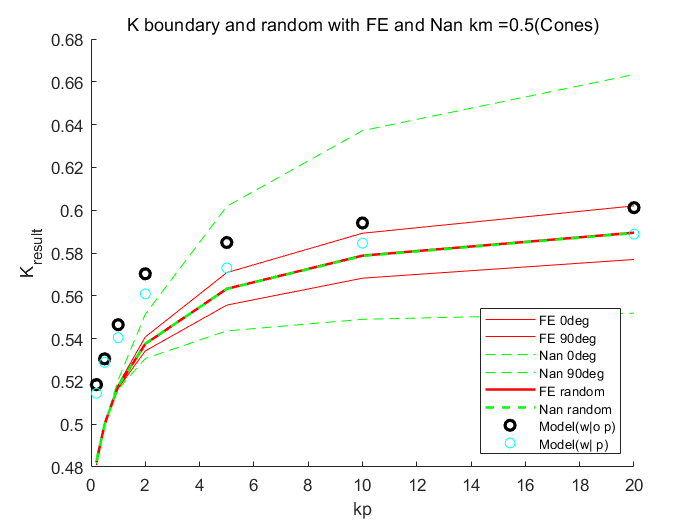 K boundary and random with FE and Nan km =0.5(Cones)
0.68
0.66
0.64
0.62
0.6
0.58
0.56
0.54
0.52
0.5
0.48
K_result
0 2 4 6 8 10 12 14 16 18 20
kp
FE 0deg
FE 90deg
Nan 0deg
Nan 90deg
FE random
Nan random
Model(w|o p)
Model(w| p)